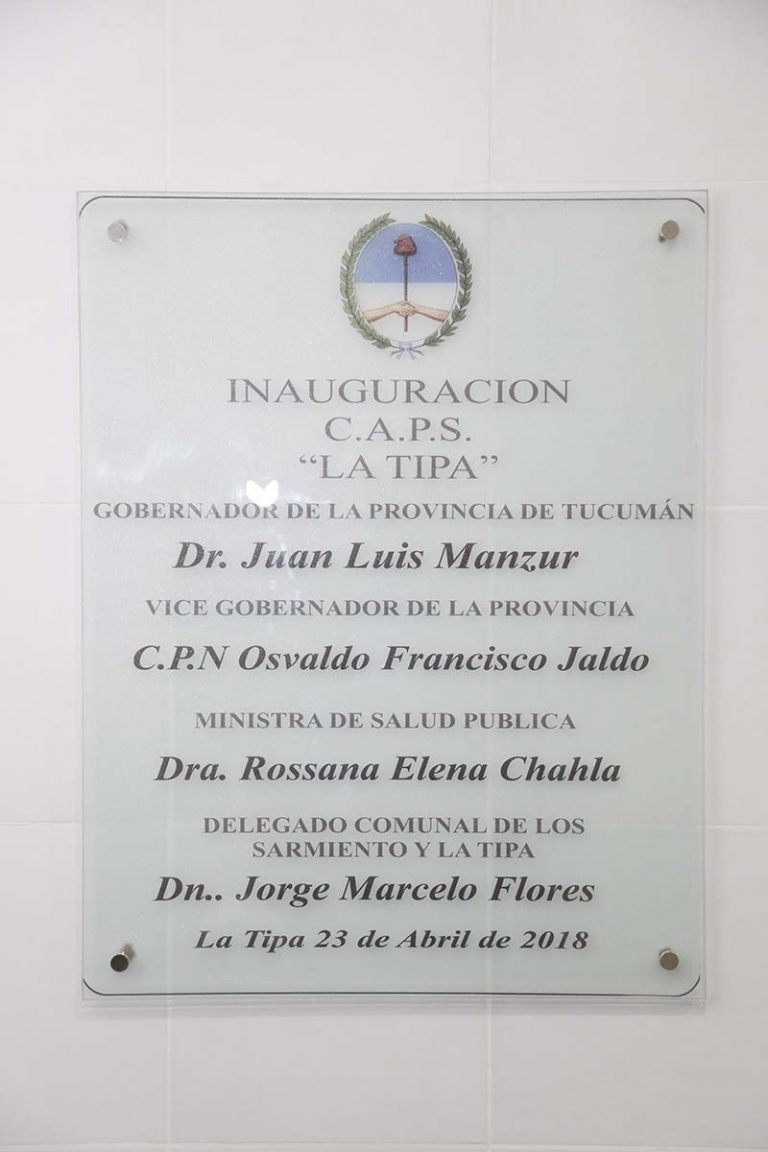 INAUGURACION
C.A.P.S.
“LA TIPA”
GOBERNADOR DE LA PROVINCIA DE TUCUMÁN
Dr. Juan Luis Manzur
VICE GOBERNADOR DE LA PROVINCIA
C.P.N Osvaldo Francisco Jaldo
MINISTRA DE SALUD PUBLICA
Dra. Rossana Elena Chahla
DELEGADO COMUNAL DE LOS
SARMIENTO Y LA TIPA
Dn.. Jorge Marcelo Flores
La Tipa 23 de Abril de 2018